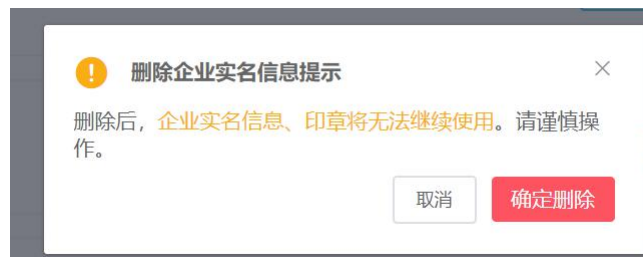 删除企业实名信息提示
删除后，企业实名信息、印章将无法继续使用。请谨慎操
作。
取消
确定删除